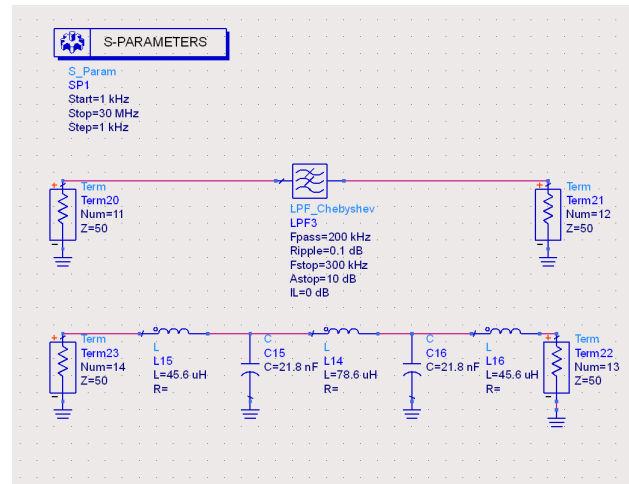 S-PARAMETERS
S_Param
SP1
Start=1 kHz
Stop=30 MHz
Step=1 kHz
+
Term
Term20
Num=11
Z=50
-
LPF_Chebyshev
LPF3
Fpass=200 kHz
Ripple=0.1 dB
Fstop=300 kHz
Astop=10 dB
IL=0 dB
+
Term
Term21
Num=12
Z=50
-
+
Term
Term23
Num=14
Z=50
-
L
L15
L=45.6 uH
R=
C
C15
C=21.8 nF
L
L14
L=78.6 uH
R=
C
C16
C=21.8 nF
L
L16
L=45.6 uH
R=
+
Term
Term22
Num=13
Z=50
-